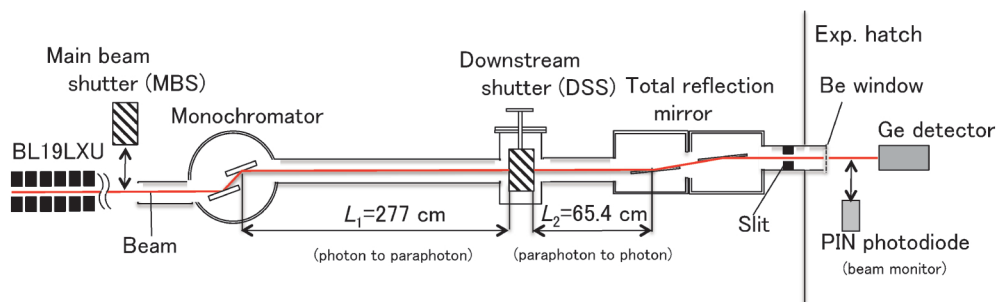 Main beam
shutter (MBS)
Monochromator
Downstream
shutter (DSS)
Total reflection
mirror
Exp. hatch
Be window
Ge detector
BL19LXU
Beam
L1=277 cm
(photon to paraphoton)
L2=65.4 cm
(paraphoton to photon)
Slit
PIN photodiode
(beam monitor)